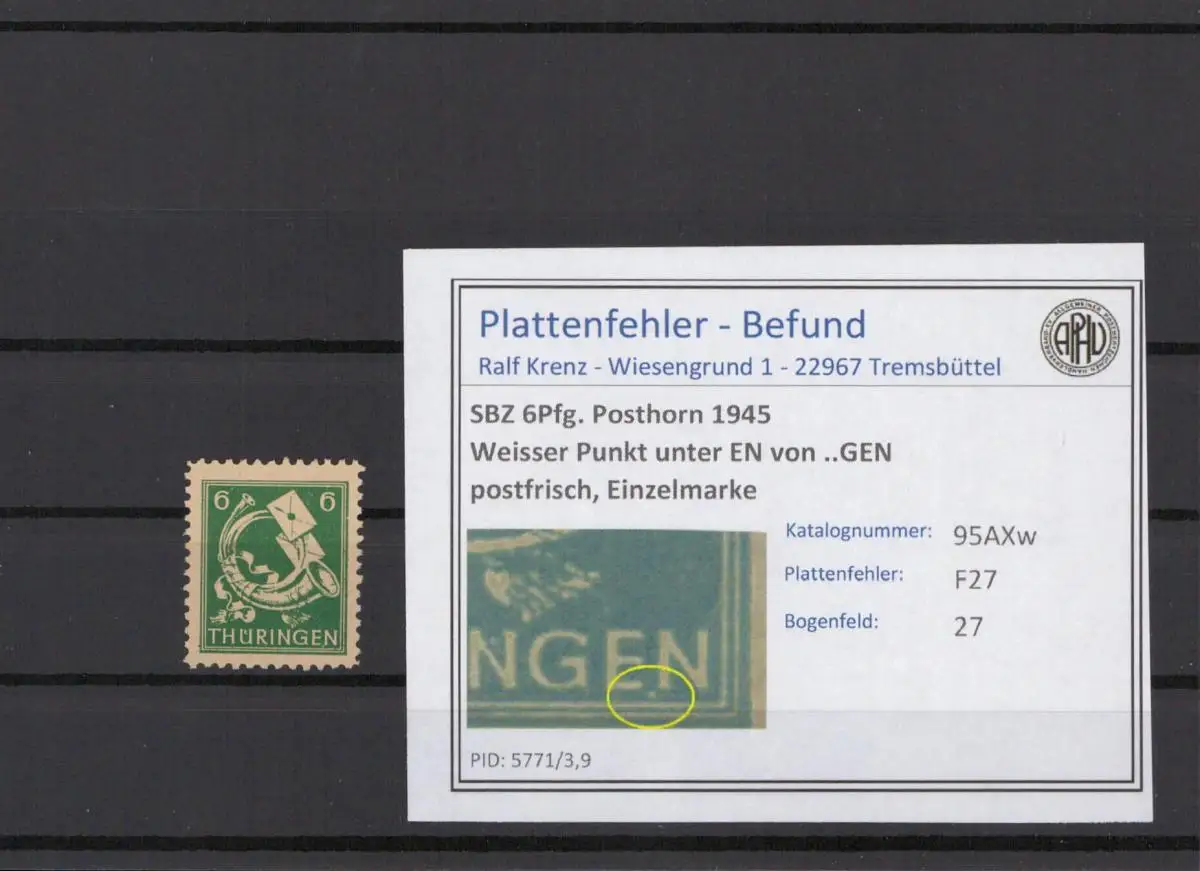 6 6
THÜRINGEN
Plattenfehler - Befund
Ralf Krenz - Wiesengrund 1 - 22967 Tremsbüttel
APHV
SBZ 6Pfg. Posthorn 1945
Weisser Punkt unter EN von ..GEN
postfrisch, Einzelmarke
NGEN
Katalognummer: 95AXw
Plattenfehler: F27
Bogenfeld: 27
PID: 5771/3,9